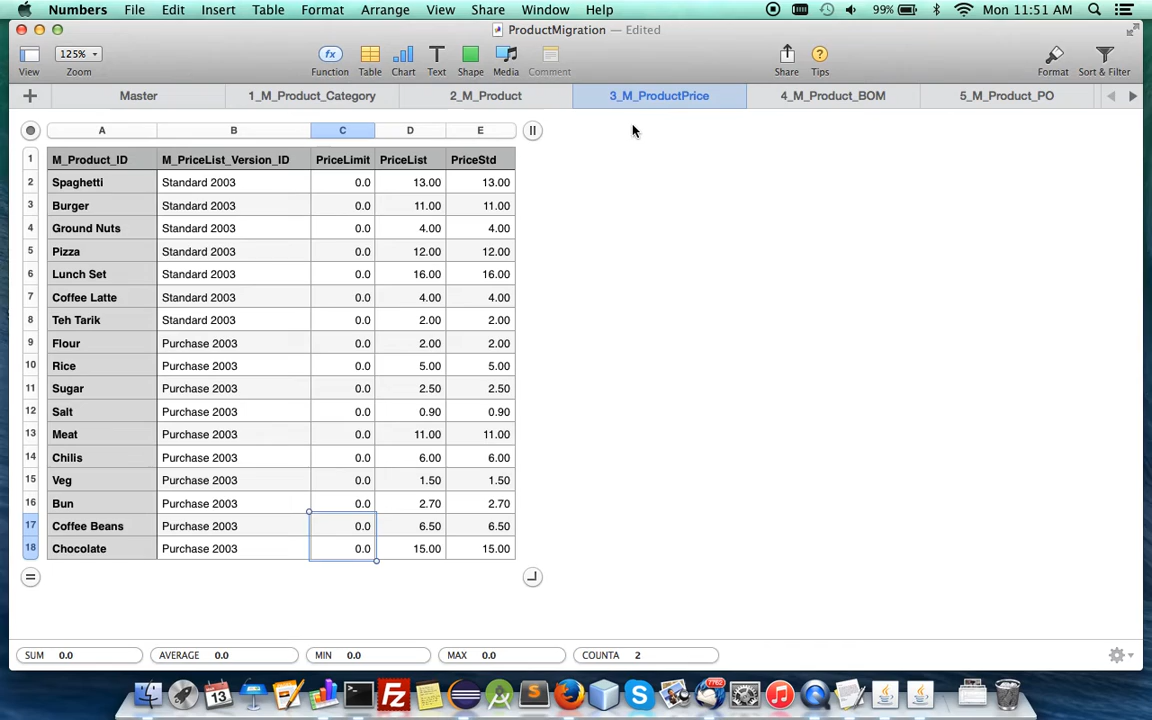 Numbers File Edit Insert Table Format Arrange View Share Window Help 99% Mon 11:51 AM
ProductMigration — Edited
125%
View Zoom Function Table Chart Text Shape Media Comment Share Tips Format Sort & Filter
Master 1_M_Product_Category 2_M_Product 3_M_ProductPrice 4_M_Product_BOM 5_M_Product_PO
A B C D E
1 M_Product_ID M_PriceList_Version_ID PriceLimit PriceList PriceStd
2 Spaghetti Standard 2003 0.0 13.00 13.00
3 Burger Standard 2003 0.0 11.00 11.00
4 Ground Nuts Standard 2003 0.0 4.00 4.00
5 Pizza Standard 2003 0.0 12.00 12.00
6 Lunch Set Standard 2003 0.0 16.00 16.00
7 Coffee Latte Standard 2003 0.0 4.00 4.00
8 Teh Tarik Standard 2003 0.0 2.00 2.00
9 Flour Purchase 2003 0.0 2.00 2.00
10 Rice Purchase 2003 0.0 5.00 5.00
11 Sugar Purchase 2003 0.0 2.50 2.50
12 Salt Purchase 2003 0.0 0.90 0.90
13 Meat Purchase 2003 0.0 11.00 11.00
14 Chilis Purchase 2003 0.0 6.00 6.00
15 Veg Purchase 2003 0.0 1.50 1.50
16 Bun Purchase 2003 0.0 2.70 2.70
17 Coffee Beans Purchase 2003 0.0 6.50 6.50
18 Chocolate Purchase 2003 0.0 15.00 15.00
SUM 0.0 AVERAGE 0.0 MIN 0.0 MAX 0.0 COUNTA 2
13 7762